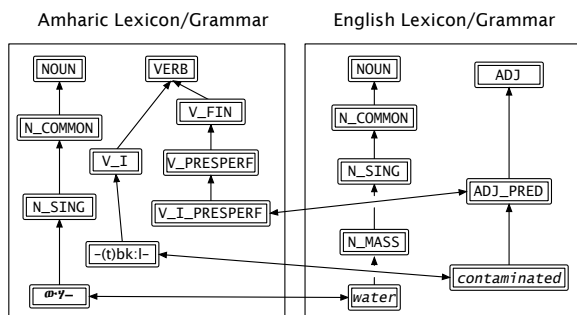 Amharic Lexicon/Grammar
English Lexicon/Grammar
NOUN
VERB
NOUN
ADJ
V_FIN
N_COMMON
N_COMMON
V_I
V_PRESPERF
N_SING
N_SING
V_I_PRESPERF
ADJ_PRED
N_MASS
–(t)bk:l–
contaminated
ውሃ–
water